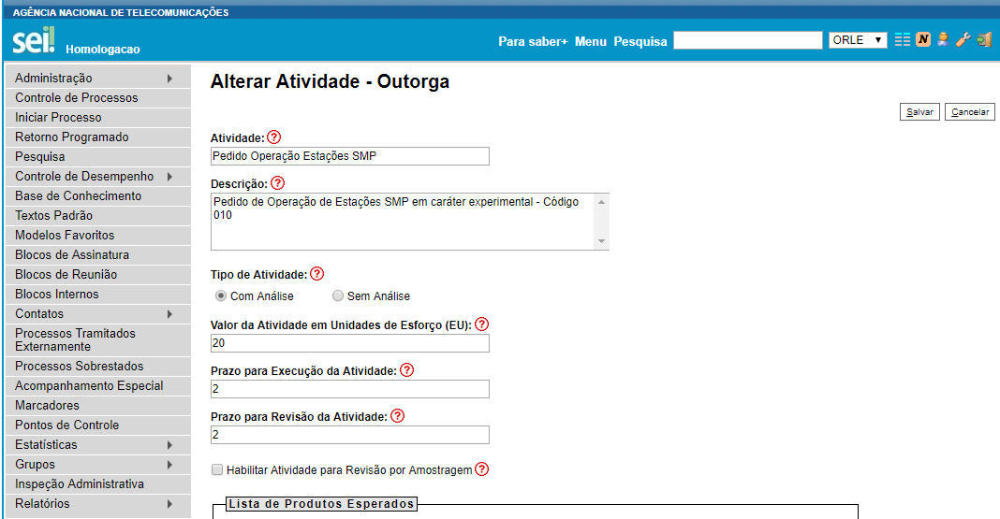 AGÊNCIA NACIONAL DE TELECOMUNICAÇÕES
sei! Homologacao
Para saber+ Menu Pesquisa ORLE
Administração
Controle de Processos
Iniciar Processo
Retorno Programado
Pesquisa
Controle de Desempenho
Base de Conhecimento
Textos Padrão
Modelos Favoritos
Blocos de Assinatura
Blocos de Reunião
Blocos Internos
Contatos
Processos Tramitados
Externamente
Processos Sobrestados
Acompanhamento Especial
Marcadores
Pontos de Controle
Estatísticas
Grupos
Inspeção Administrativa
Relatórios
Alterar Atividade - Outorga
Salvar Cancelar
Atividade: ?
Pedido Operação Estações SMP
Descrição: ?
Pedido de Operação de Estações SMP em caráter experimental - Código
010
Tipo de Atividade: ?
Com Análise Sem Análise
Valor da Atividade em Unidades de Esforço (EU): ?
20
Prazo para Execução da Atividade: ?
2
Prazo para Revisão da Atividade: ?
2
Habilitar Atividade para Revisão por Amostragem ?
Lista de Produtos Esperados